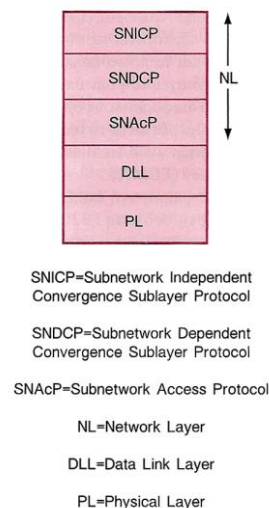 SNICP
SNDCP
NL
SNAcP
DLL
PL
SNICP=Subnetwork Independent
Convergence Sublayer Protocol
SNDCP=Subnetwork Dependent
Convergence Sublayer Protocol
SNAcP=Subnetwork Access Protocol
NL=Network Layer
DLL=Data Link Layer
PL=Physical Layer